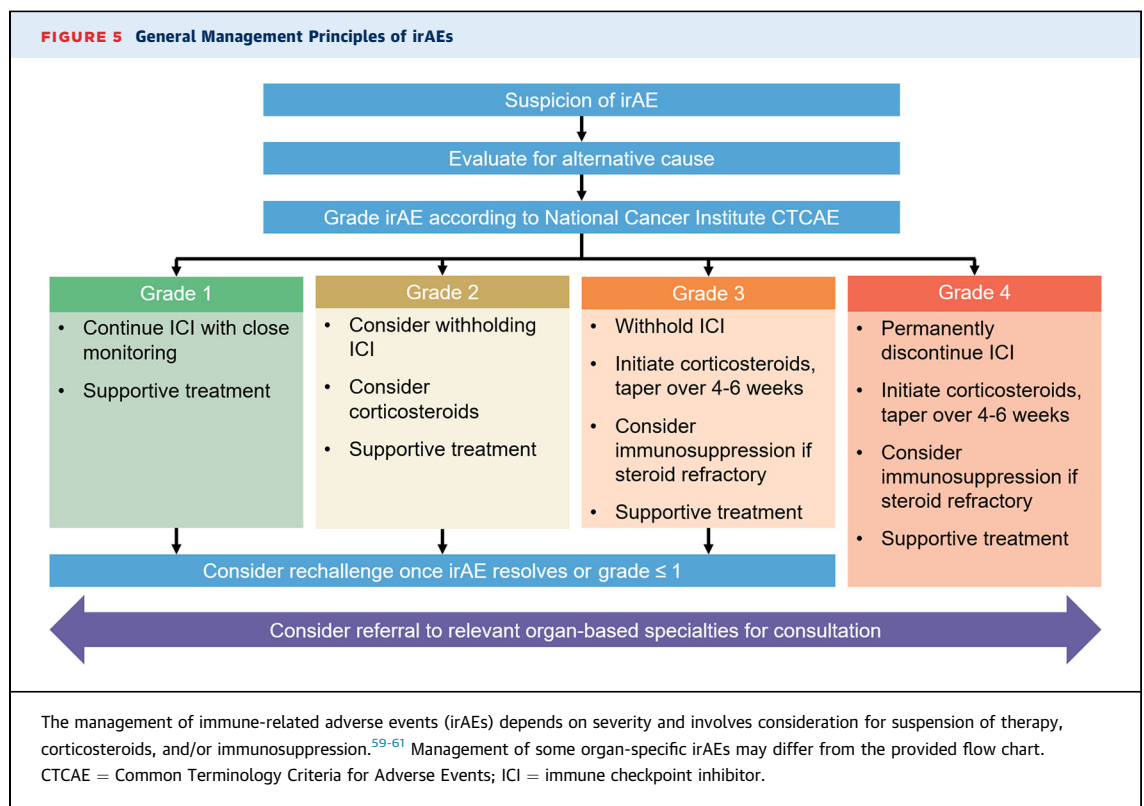 FIGURE 5 General Management Principles of irAEs
Suspicion of irAE
Evaluate for alternative cause
Grade irAE according to National Cancer Institute CTCAE
Grade 1
• Continue ICI with close
monitoring
• Supportive treatment
Grade 2
• Consider withholding
ICI
• Consider
corticosteroids
• Supportive treatment
Grade 3
• Withhold ICI
• Initiate corticosteroids,
taper over 4-6 weeks
• Consider
immunosuppression if
steroid refractory
• Supportive treatment
Grade 4
• Permanently
discontinue ICI
• Initiate corticosteroids,
taper over 4-6 weeks
• Consider
immunosuppression if
steroid refractory
• Supportive treatment
Consider rechallenge once irAE resolves or grade ≤ 1
Consider referral to relevant organ-based specialties for consultation
The management of immune-related adverse events (irAEs) depends on severity and involves consideration for suspension of therapy,
corticosteroids, and/or immunosuppression.59-61 Management of some organ-specific irAEs may differ from the provided flow chart.
CTCAE = Common Terminology Criteria for Adverse Events; ICI = immune checkpoint inhibitor.